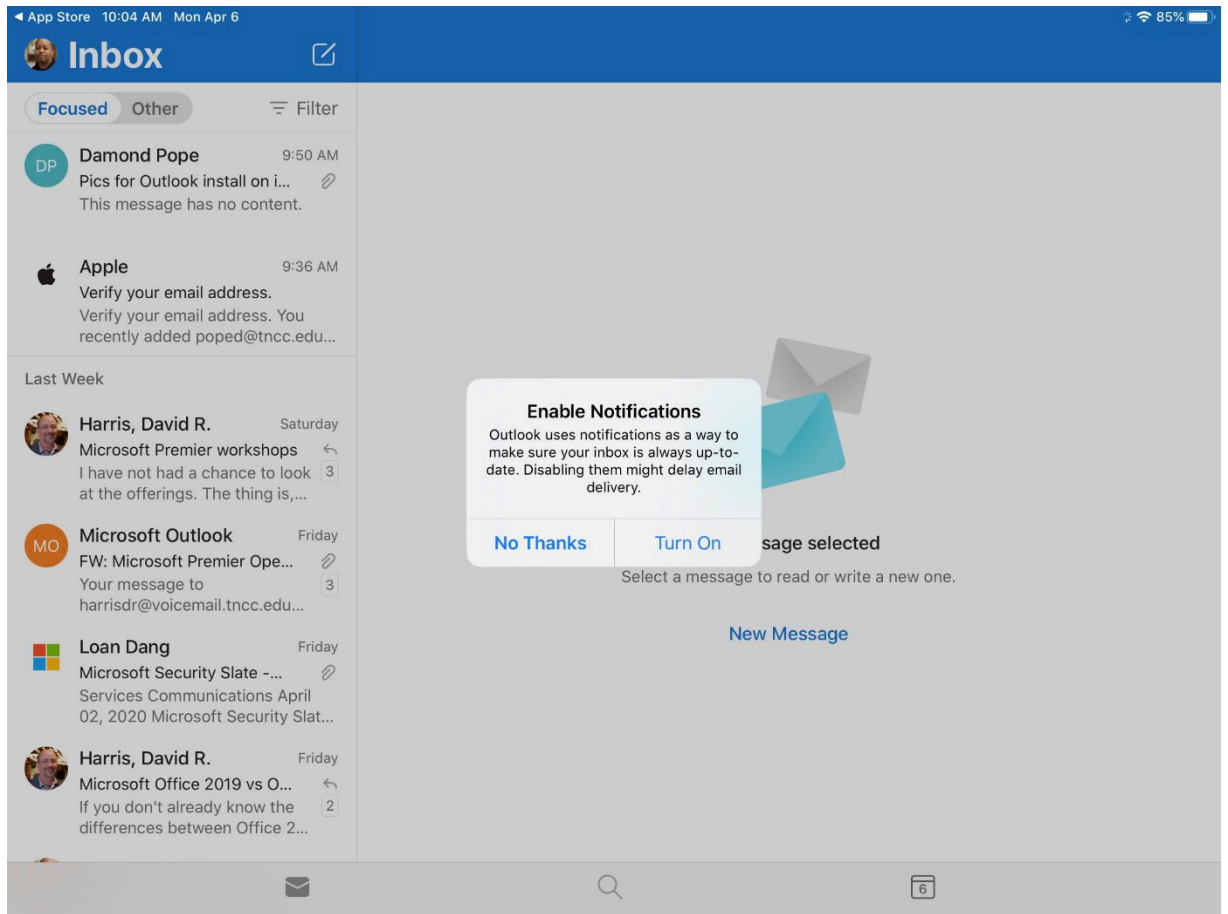 ◀ App Store 10:04 AM Mon Apr 6 85%
Inbox
Focused Other Filter
DP Damond Pope 9:50 AM
Pics for Outlook install on i...
This message has no content.
Apple 9:36 AM
Verify your email address.
Verify your email address. You
recently added poped@tncc.edu...
Last Week
Harris, David R. Saturday
Microsoft Premier workshops
I have not had a chance to look 3
at the offerings. The thing is,...
MO Microsoft Outlook Friday
FW: Microsoft Premier Ope...
Your message to 3
harrisdr@voicemail.tncc.edu...
Loan Dang Friday
Microsoft Security Slate -...
Services Communications April
02, 2020 Microsoft Security Slat...
Harris, David R. Friday
Microsoft Office 2019 vs O...
If you don't already know the 2
differences between Office 2...
Enable Notifications
Outlook uses notifications as a way to
make sure your inbox is always up-to-
date. Disabling them might delay email
delivery.
No Thanks Turn On
sage selected
Select a message to read or write a new one.
New Message
6